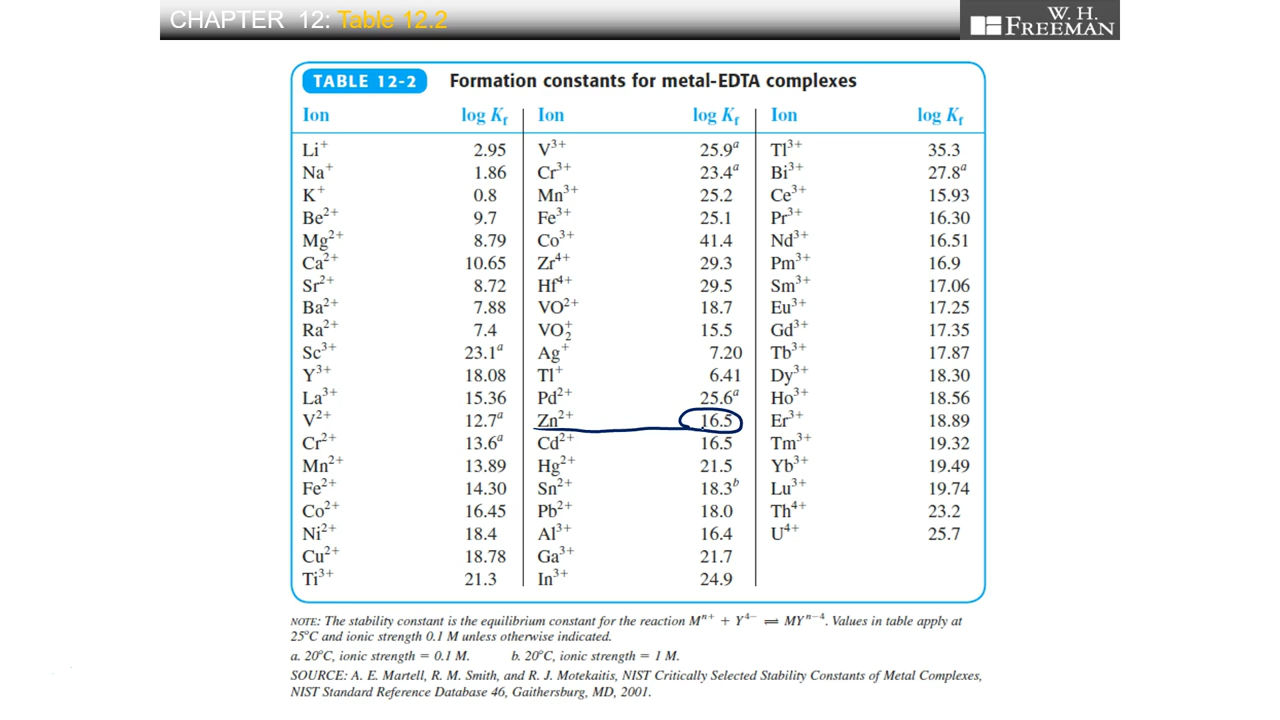 CHAPTER 12: Table 12.2
W. H. FREEMAN
TABLE 12-2 Formation constants for metal-EDTA complexes
Ion log Kf Ion log Kf Ion log Kf
Li+ 2.95 V3+ 25.9a Tl3+ 35.3
Na+ 1.86 Cr3+ 23.4a Bi3+ 27.8a
K+ 0.8 Mn3+ 25.2 Ce3+ 15.93
Be2+ 9.7 Fe3+ 25.1 Pr3+ 16.30
Mg2+ 8.79 Co3+ 41.4 Nd3+ 16.51
Ca2+ 10.65 Zr4+ 29.3 Pm3+ 16.9
Sr2+ 8.72 Hf4+ 29.5 Sm3+ 17.06
Ba2+ 7.88 VO2+ 18.7 Eu3+ 17.25
Ra2+ 7.4 VO2+ 15.5 Gd3+ 17.35
Sc3+ 23.1a Ag+ 7.20 Tb3+ 17.87
Y3+ 18.08 Tl+ 6.41 Dy3+ 18.30
La3+ 15.36 Pd2+ 25.6a Ho3+ 18.56
V2+ 12.7a Zn2+ 16.5 Er3+ 18.89
Cr2+ 13.6a Cd2+ 16.5 Tm3+ 19.32
Mn2+ 13.89 Hg2+ 21.5 Yb3+ 19.49
Fe2+ 14.30 Sn2+ 18.3b Lu3+ 19.74
Co2+ 16.45 Pb2+ 18.0 Th4+ 23.2
Ni2+ 18.4 Al3+ 16.4 U4+ 25.7
Cu2+ 18.78 Ga3+ 21.7
Ti3+ 21.3 In3+ 24.9
NOTE: The stability constant is the equilibrium constant for the reaction Mn+ + Y4− ⇌ MYn−4. Values in table apply at
25°C and ionic strength 0.1 M unless otherwise indicated.
a. 20°C, ionic strength = 0.1 M. b. 20°C, ionic strength = 1 M.
SOURCE: A. E. Martell, R. M. Smith, and R. J. Motekaitis, NIST Critically Selected Stability Constants of Metal Complexes,
NIST Standard Reference Database 46, Gaithersburg, MD, 2001.